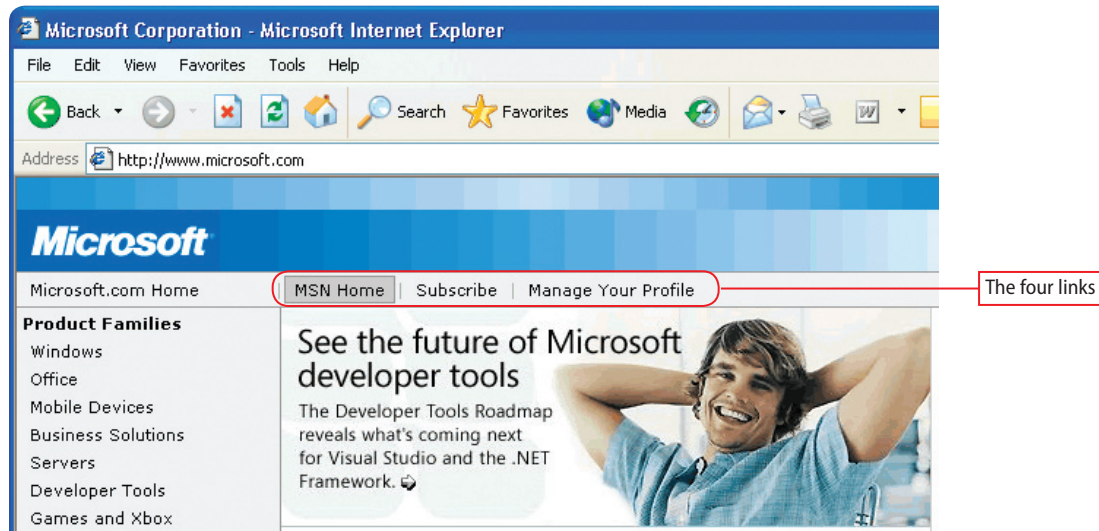 Microsoft Corporation - Microsoft Internet Explorer
File Edit View Favorites Tools Help
Back Search Favorites Media W
Address http://www.microsoft.com
Microsoft
Microsoft.com Home | MSN Home | Subscribe | Manage Your Profile
The four links
Product Families
Windows
Office
Mobile Devices
Business Solutions
Servers
Developer Tools
Games and Xbox
See the future of Microsoft
developer tools
The Developer Tools Roadmap
reveals what's coming next
for Visual Studio and the .NET
Framework.